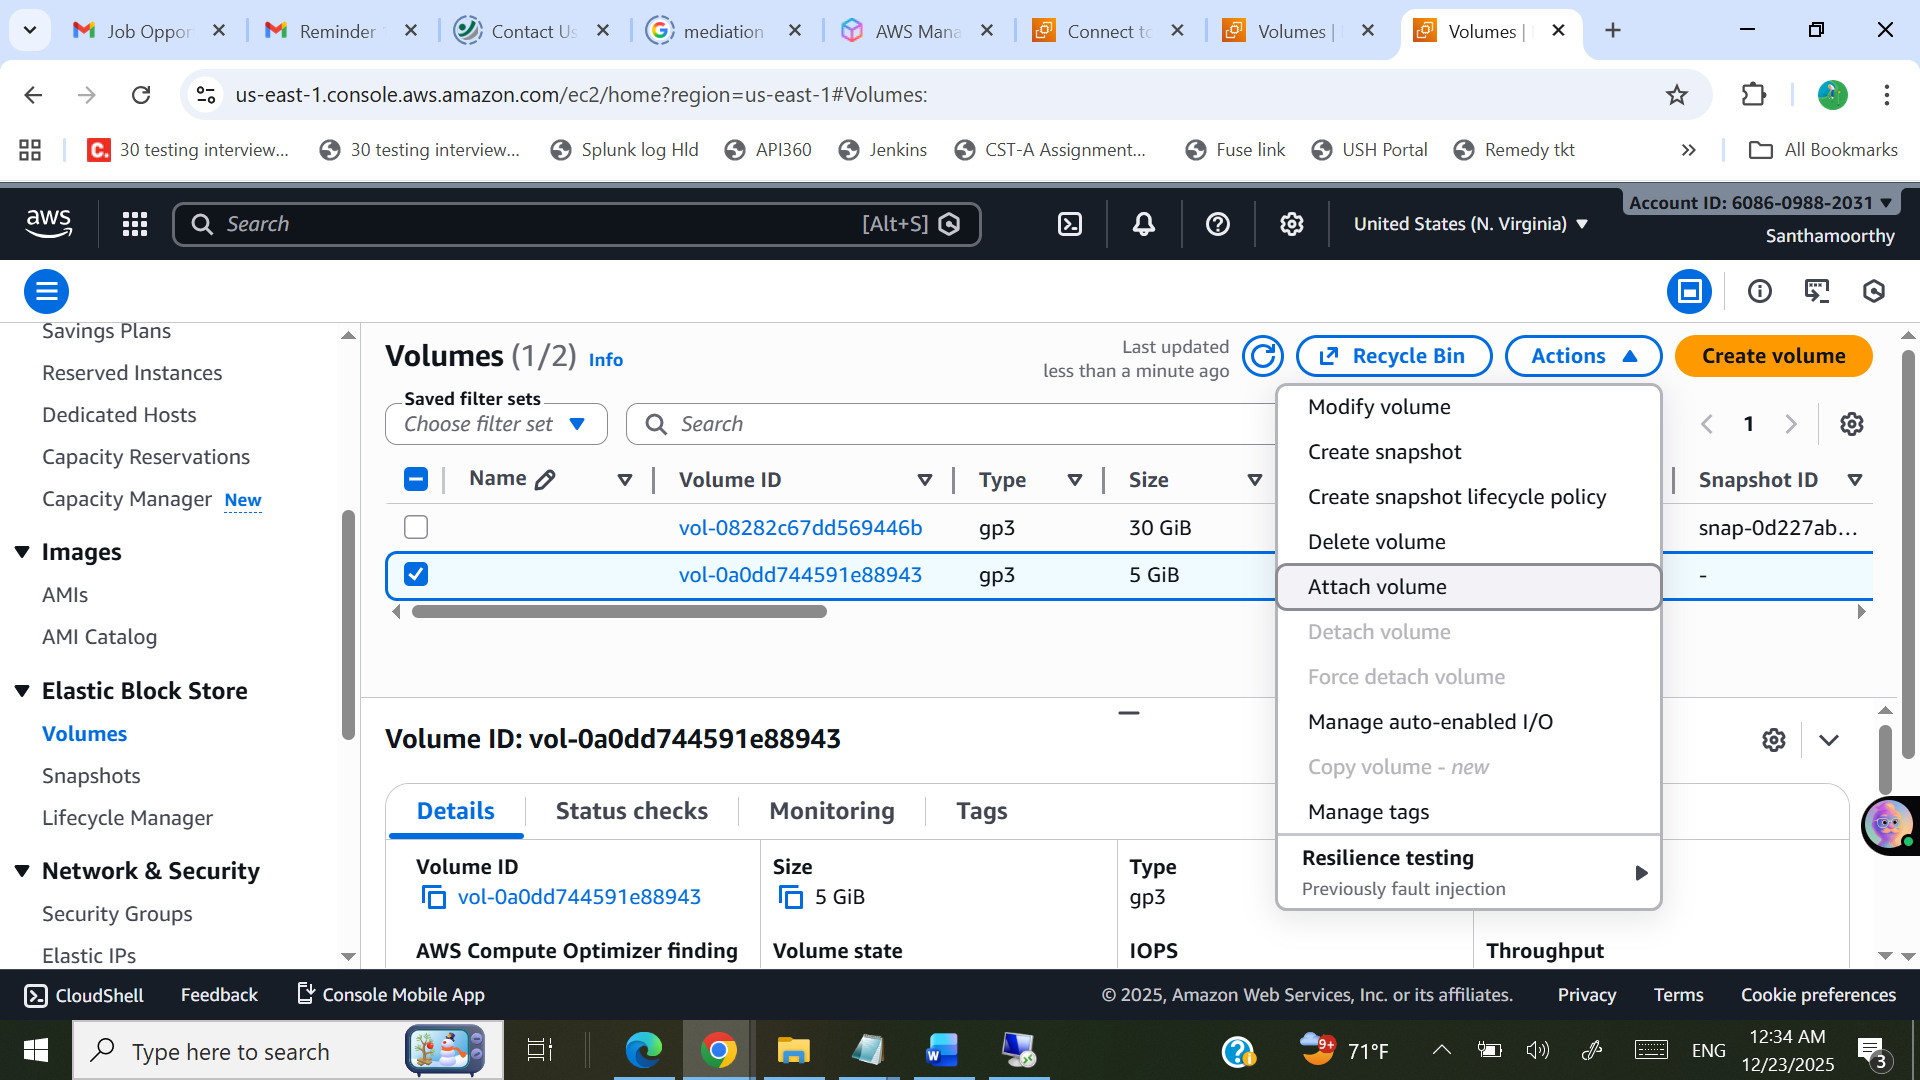 Job Oppor
Reminder
Contact Us
mediation
AWS Mana
Connect to
Volumes |
Volumes |
us-east-1.console.aws.amazon.com/ec2/home?region=us-east-1#Volumes:
C.
30 testing interview...
30 testing interview...
Splunk log Hld
API360
Jenkins
CST-A Assignment...
Fuse link
USH Portal
Remedy tkt
»
All Bookmarks
aws
Search
[Alt+S]
United States (N. Virginia)
Account ID: 6086-0988-2031
Santhamoorthy
Savings Plans
Reserved Instances
Dedicated Hosts
Capacity Reservations
Capacity Manager New
Images
AMIs
AMI Catalog
Elastic Block Store
Volumes
Snapshots
Lifecycle Manager
Network & Security
Security Groups
Elastic IPs
Volumes (1/2) Info
Last updated
less than a minute ago
Recycle Bin
Actions
Create volume
Saved filter sets
Choose filter set
Search
1
Name
Volume ID
Type
Size
Snapshot ID
vol-08282c67dd569446b
gp3
30 GiB
snap-0d227ab...
vol-0a0dd744591e88943
gp3
5 GiB
-
Modify volume
Create snapshot
Create snapshot lifecycle policy
Delete volume
Attach volume
Detach volume
Force detach volume
Manage auto-enabled I/O
Copy volume - new
Manage tags
Resilience testing
Previously fault injection
Volume ID: vol-0a0dd744591e88943
Details
Status checks
Monitoring
Tags
Volume ID
vol-0a0dd744591e88943
Size
5 GiB
Type
gp3
AWS Compute Optimizer finding
Volume state
IOPS
Throughput
CloudShell
Feedback
Console Mobile App
© 2025, Amazon Web Services, Inc. or its affiliates.
Privacy
Terms
Cookie preferences
Type here to search
9+
71°F
ENG
12:34 AM
12/23/2025
3